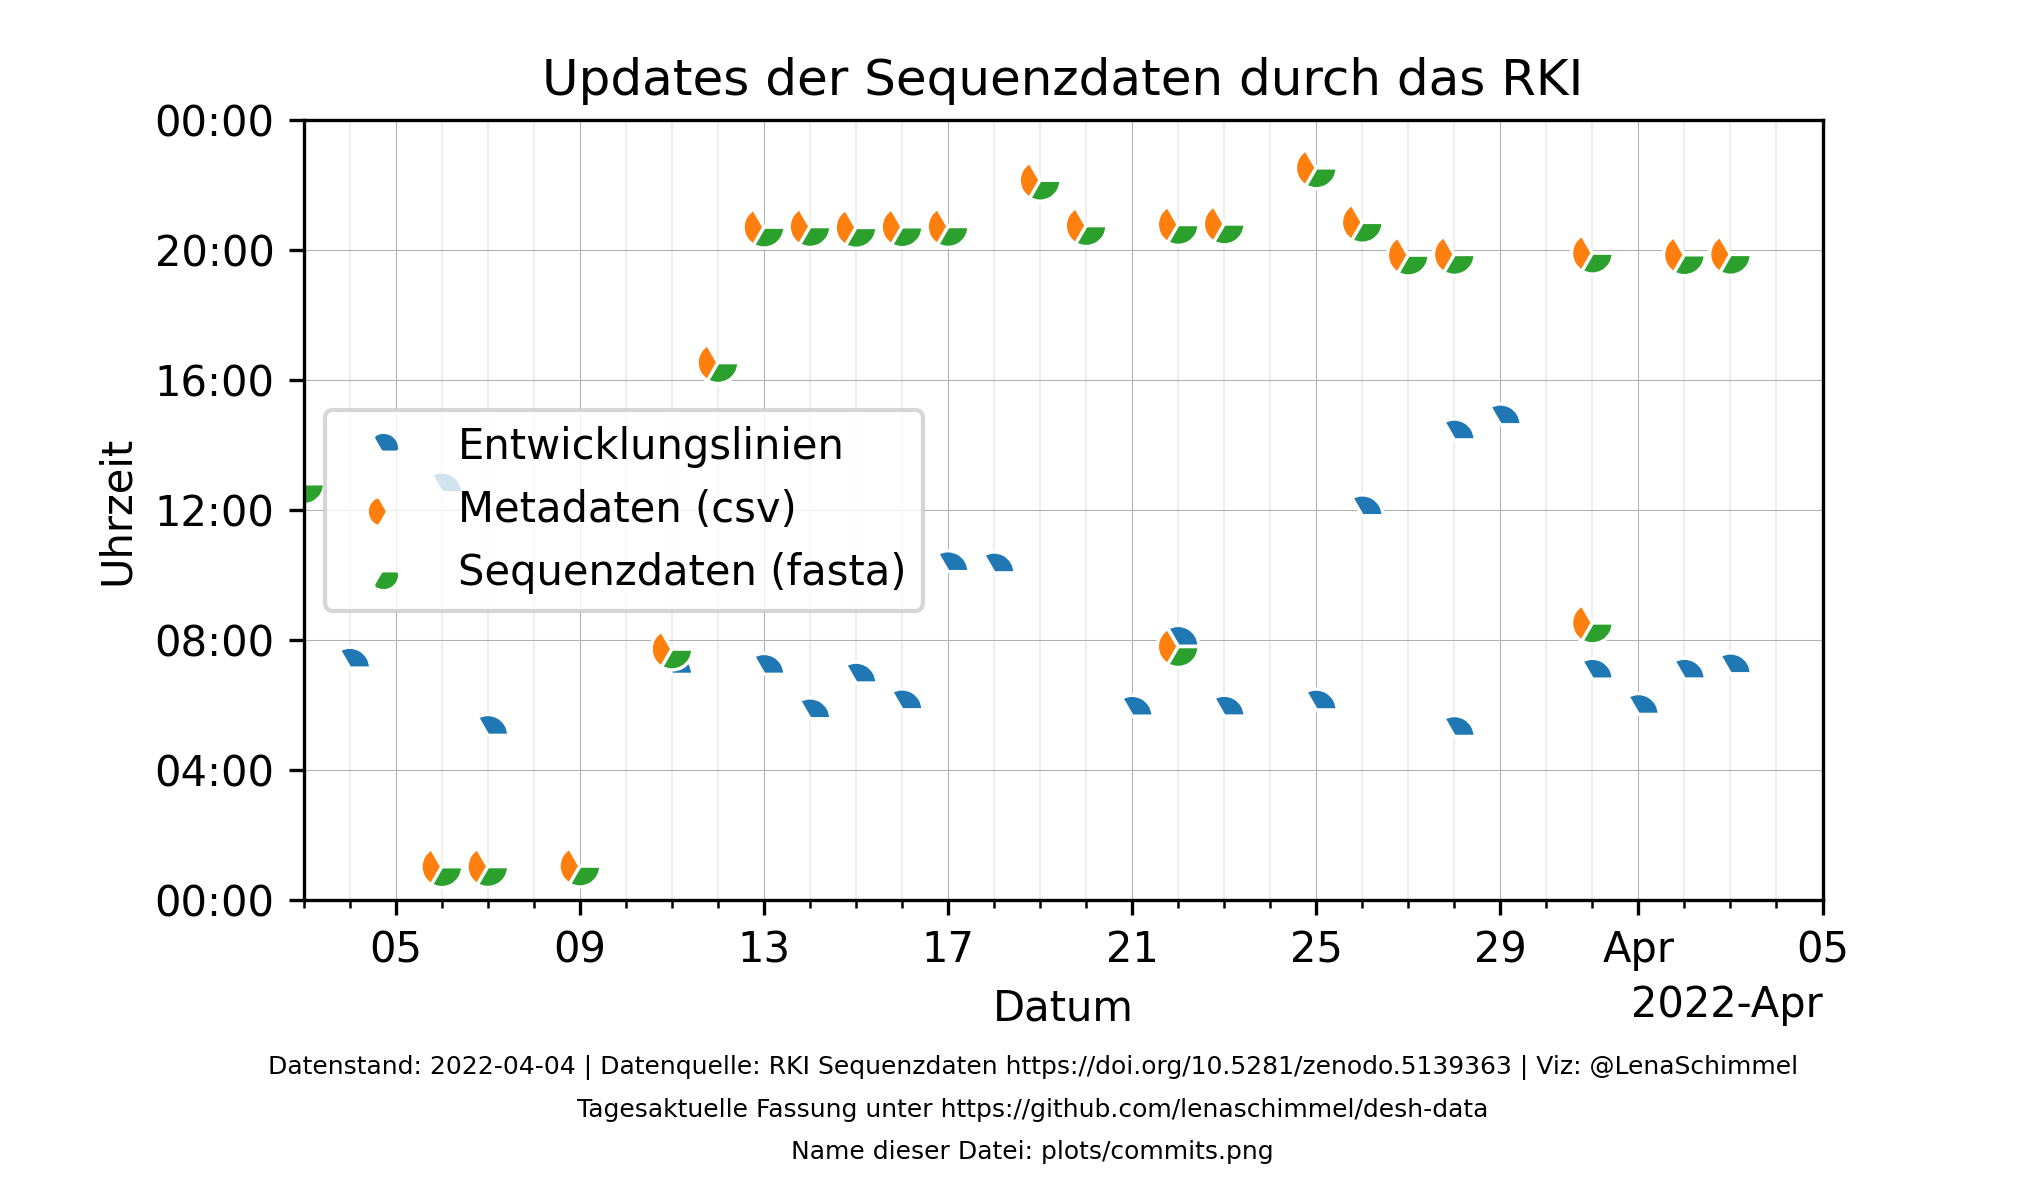 Updates der Sequenzdaten durch das RKI
00:00
20:00
16:00
12:00
08:00
04:00
00:00
Uhrzeit
Entwicklungslinien
Metadaten (csv)
Sequenzdaten (fasta)
05 09 13 17 21 25 29 Apr 05
Datum
2022-Apr
Datenstand: 2022-04-04 | Datenquelle: RKI Sequenzdaten https://doi.org/10.5281/zenodo.5139363 | Viz: @LenaSchimmel
Tagesaktuelle Fassung unter https://github.com/lenaschimmel/desh-data
Name dieser Datei: plots/commits.png